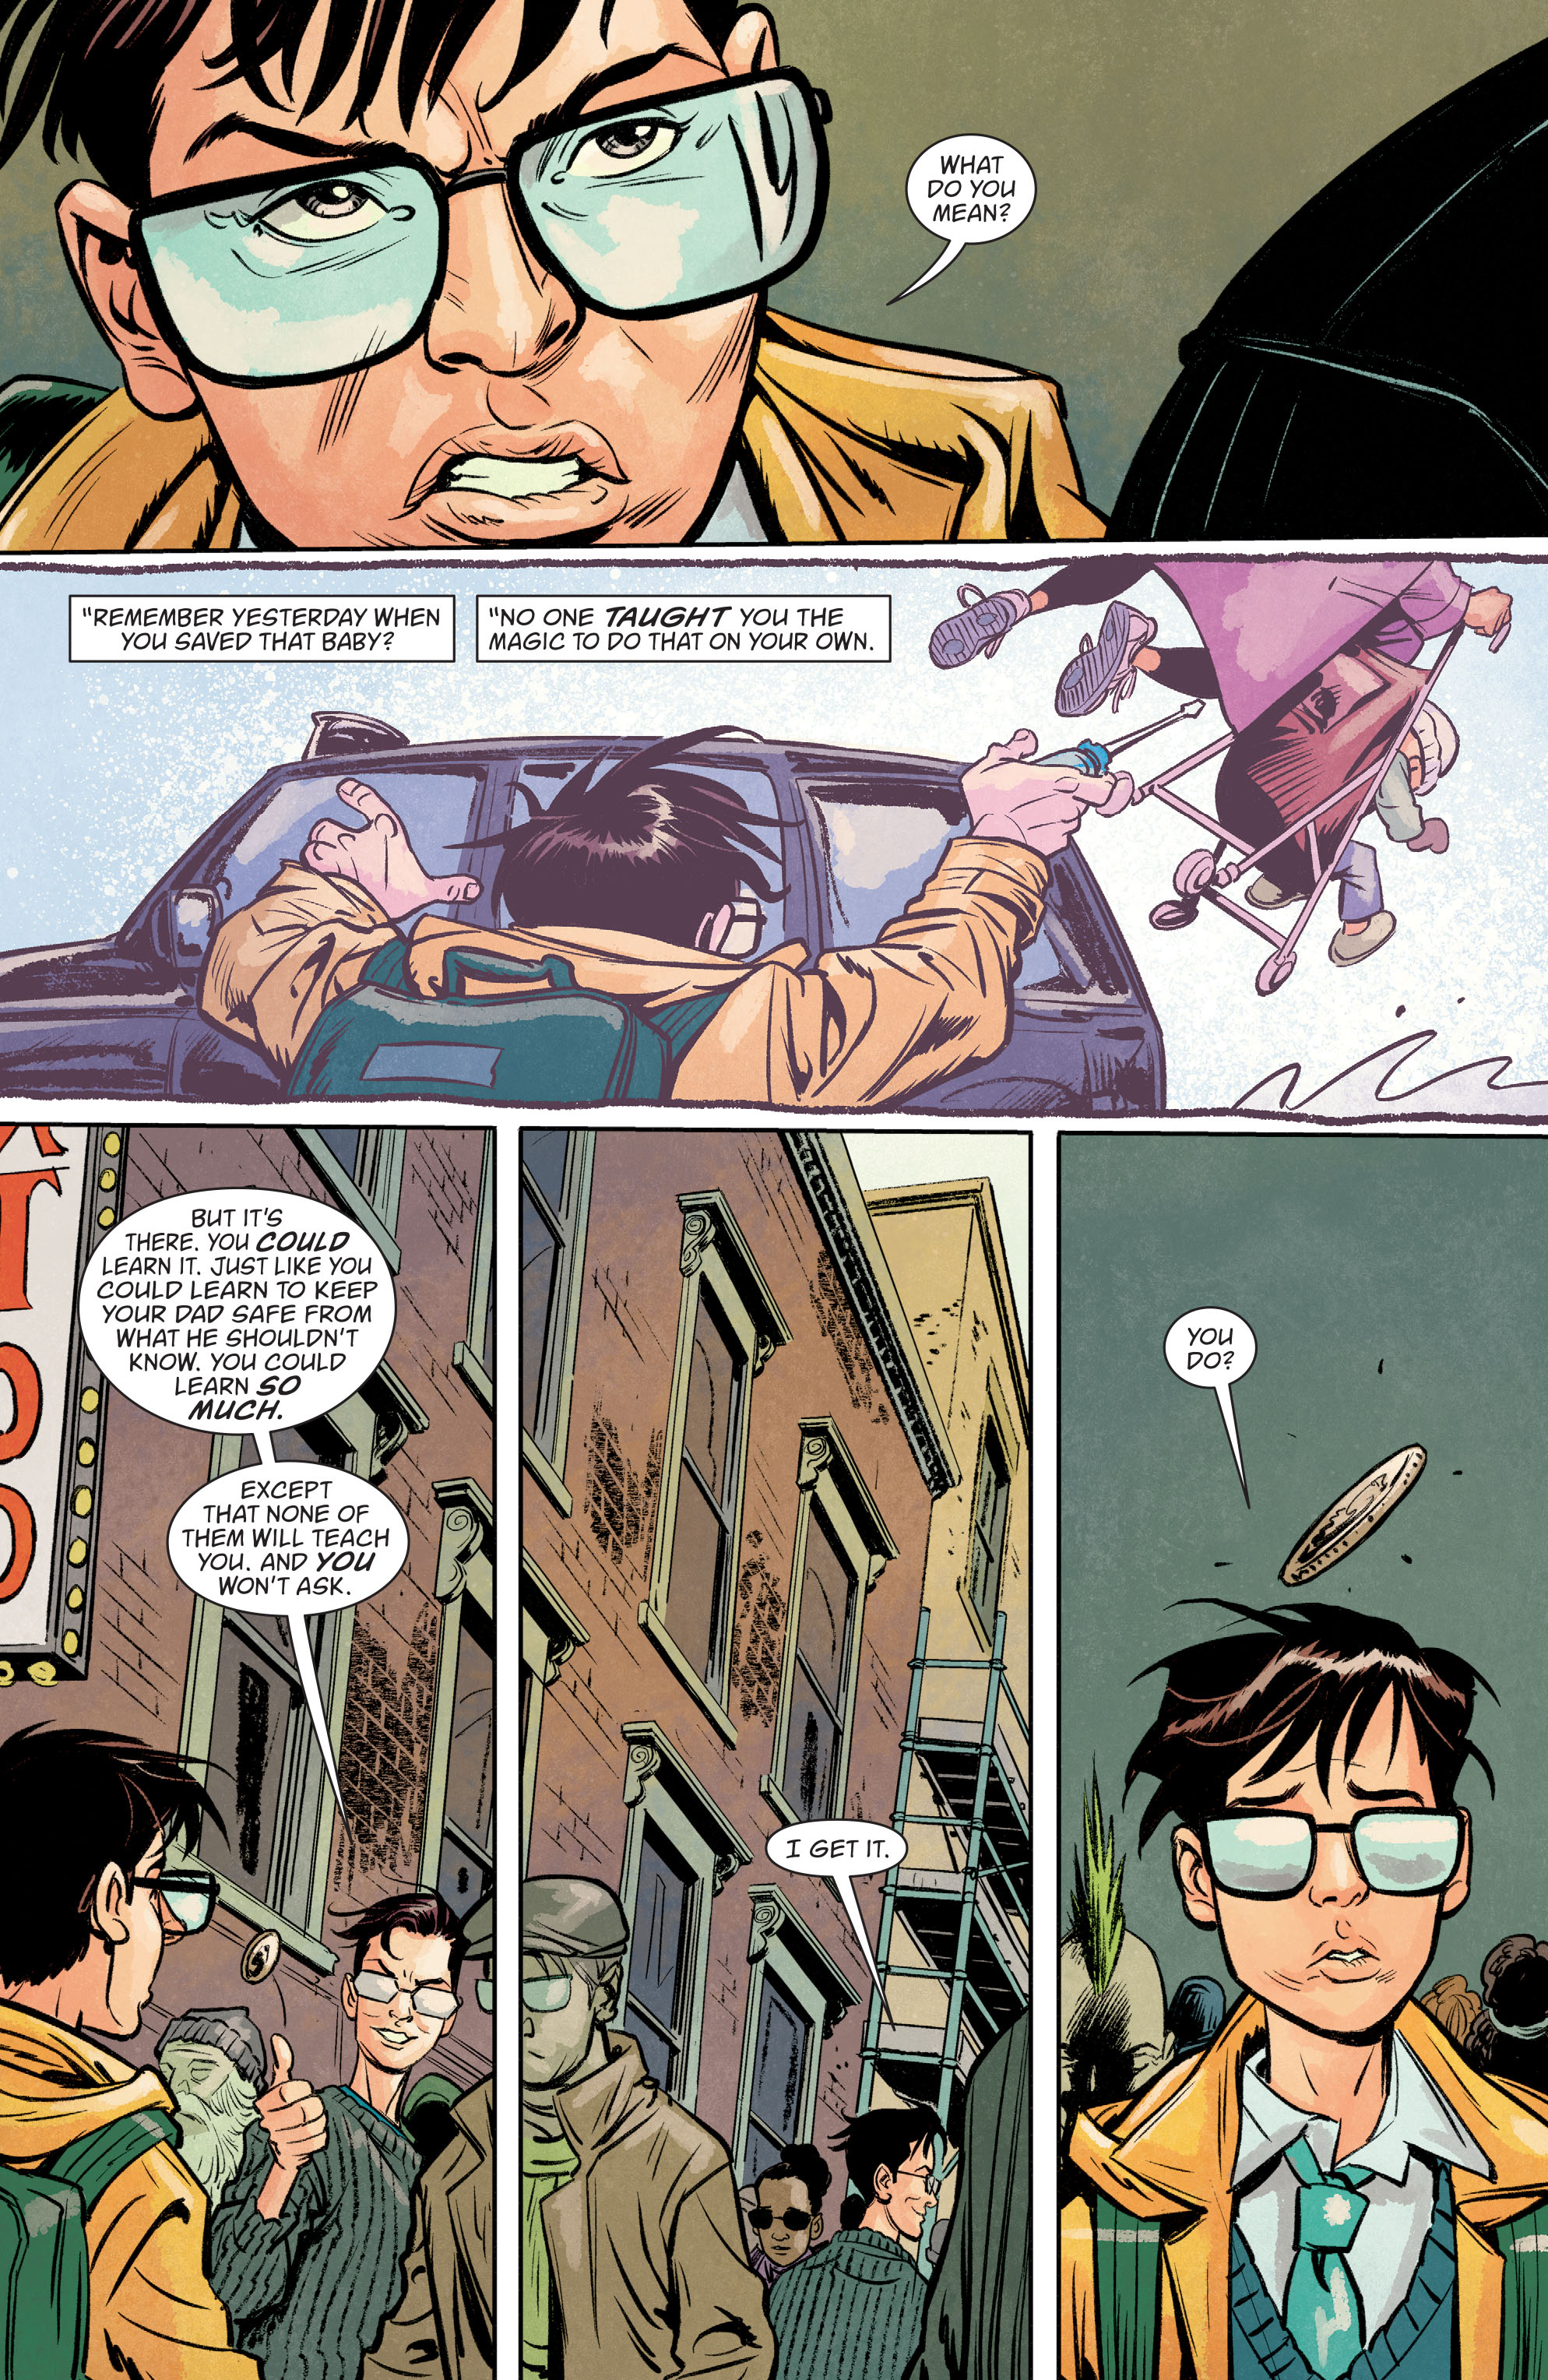 WHAT
DO YOU
MEAN?
"REMEMBER YESTERDAY WHEN
YOU SAVED THAT BABY?
"NO ONE TAUGHT YOU THE
MAGIC TO DO THAT ON YOUR OWN.
BUT IT'S
THERE. YOU COULD
LEARN IT. JUST LIKE YOU
COULD LEARN TO KEEP
YOUR DAD SAFE FROM
WHAT HE SHOULDN'T
KNOW. YOU COULD
LEARN SO
MUCH.
EXCEPT
THAT NONE OF
THEM WILL TEACH
YOU. AND YOU
WON'T ASK.
I GET IT.
YOU
DO?